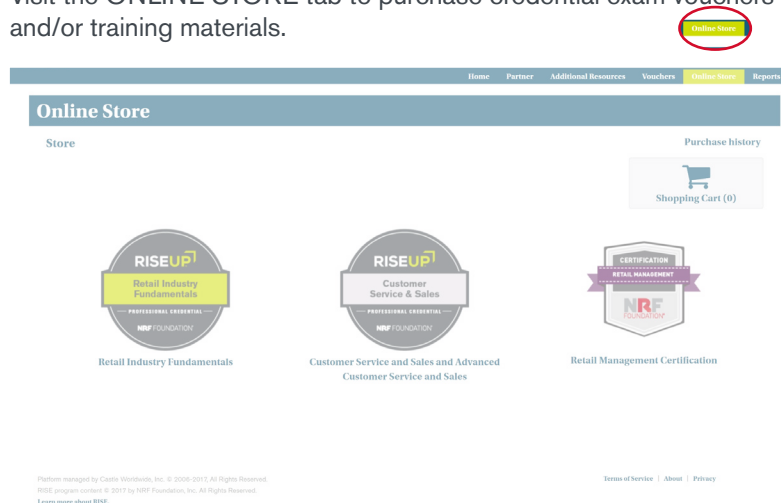 Visit the ONLINE STORE tab to purchase credential exam vouchers
and/or training materials.
Online Store
Home Partner Additional Resources Vouchers Online Store Reports
Online Store
Store
Purchase history
Shopping Cart (0)
RISEUP
Retail Industry
Fundamentals
PROFESSIONAL CREDENTIAL
NRF FOUNDATION
Retail Industry Fundamentals
RISEUP
Customer
Service & Sales
PROFESSIONAL CREDENTIAL
NRF FOUNDATION
Customer Service and Sales and Advanced
Customer Service and Sales
CERTIFICATION
RETAIL MANAGEMENT
NRF
FOUNDATION
Retail Management Certification
Platform managed by Castle Worldwide, Inc. © 2006-2017, All Rights Reserved.
RISE program content © 2017 by NRF Foundation, Inc. All Rights Reserved.
Learn more about RISE.
Terms of Service | About | Privacy